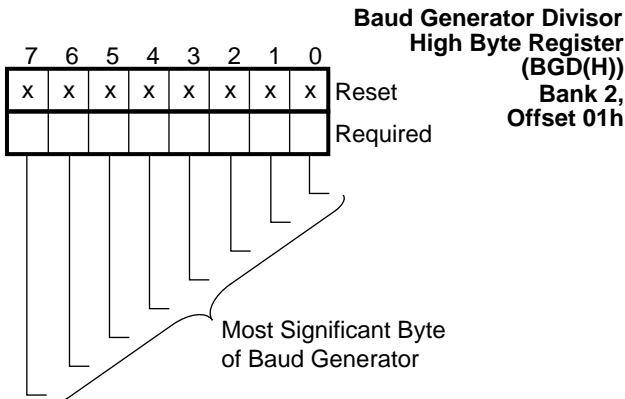 Baud Generator Divisor
High Byte Register
(BGD(H))
Bank 2,
Offset 01h
7 6 5 4 3 2 1 0
x x x x x x x x Reset
Required
Most Significant Byte
of Baud Generator